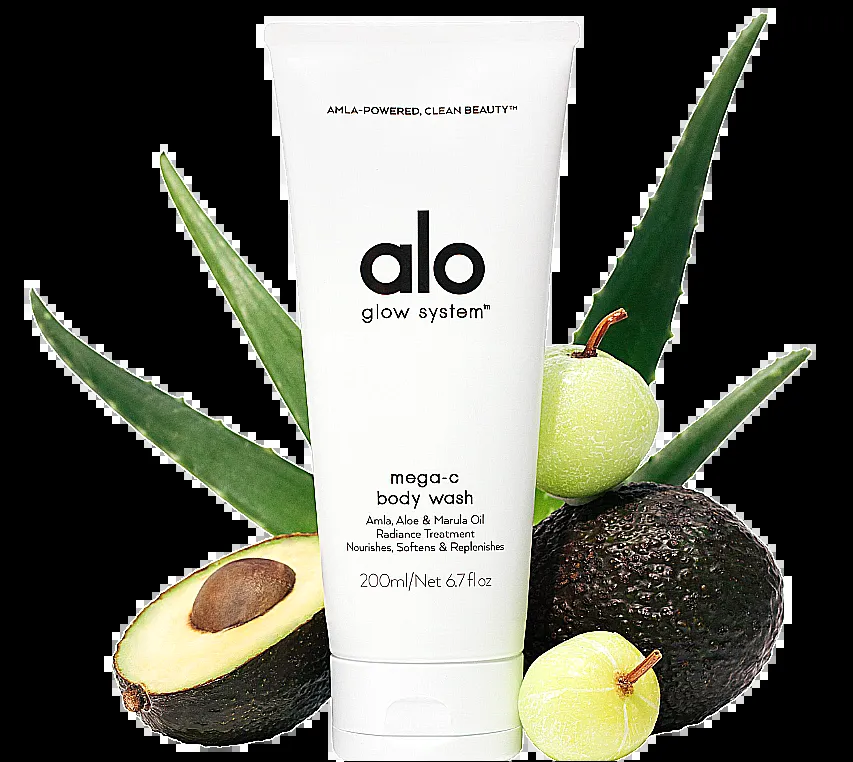 AMLA-POWERED, CLEAN BEAUTY™
alo
glow system™
mega-c
body wash
Amla, Aloe & Marula Oil
Radiance Treatment
Nourishes, Softens & Replenishes
200ml/Net 6.7 fl oz